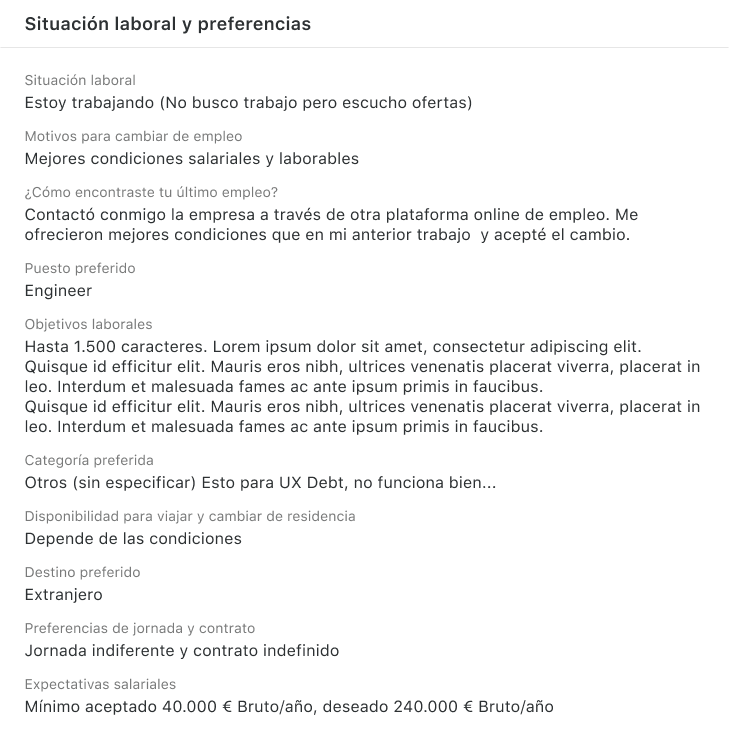 Situación laboral y preferencias
Situación laboral
Estoy trabajando (No busco trabajo pero escucho ofertas)
Motivos para cambiar de empleo
Mejores condiciones salariales y laborables
¿Cómo encontraste tu último empleo?
Contactó conmigo la empresa a través de otra plataforma online de empleo. Me
ofrecieron mejores condiciones que en mi anterior trabajo  y acepté el cambio.
Puesto preferido
Engineer
Objetivos laborales
Hasta 1.500 caracteres. Lorem ipsum dolor sit amet, consectetur adipiscing elit.
Quisque id efficitur elit. Mauris eros nibh, ultrices venenatis placerat viverra, placerat in
leo. Interdum et malesuada fames ac ante ipsum primis in faucibus.
Quisque id efficitur elit. Mauris eros nibh, ultrices venenatis placerat viverra, placerat in
leo. Interdum et malesuada fames ac ante ipsum primis in faucibus.
Categoría preferida
Otros (sin especificar) Esto para UX Debt, no funciona bien...
Disponibilidad para viajar y cambiar de residencia
Depende de las condiciones
Destino preferido
Extranjero
Preferencias de jornada y contrato
Jornada indiferente y contrato indefinido
Expectativas salariales
Mínimo aceptado 40.000 € Bruto/año, deseado 240.000 € Bruto/año